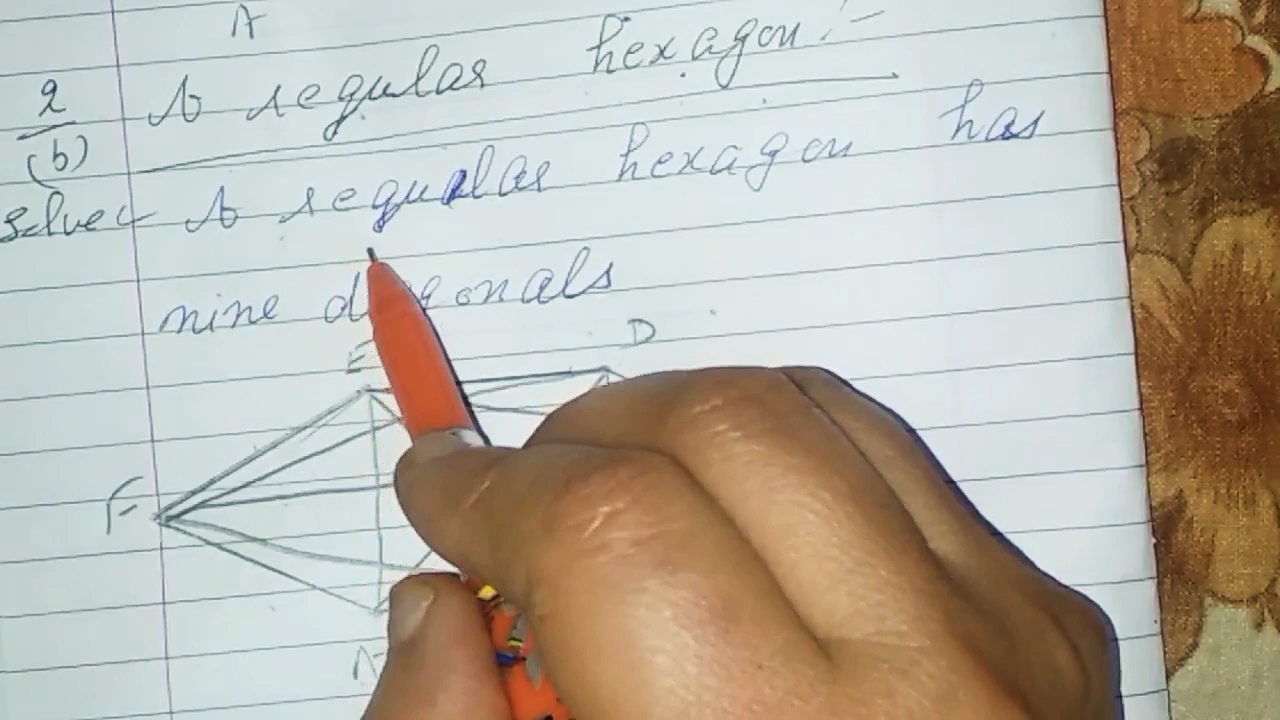 A
2
(b)
A regular hexagon:-
solve A regular hexagon has
nine
D
E
F
A